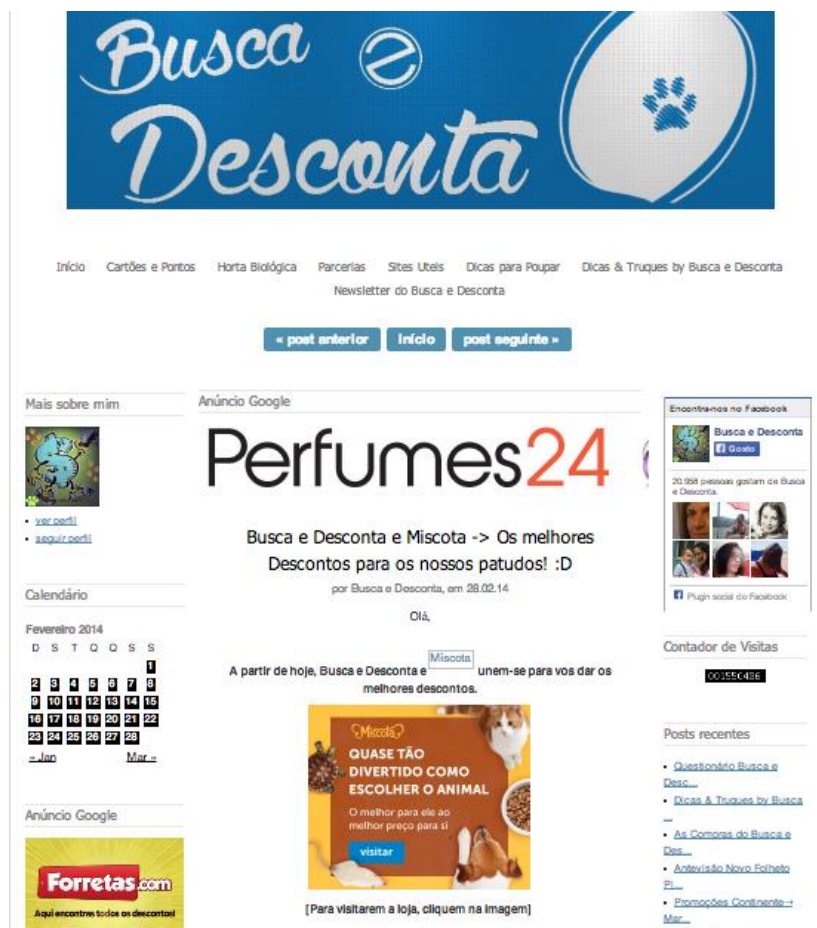 Busca e
Desconta
Início Cartões e Pontos Horta Biológica Parcerias Sites Uteis Dicas para Poupar Dicas & Truques by Busca e Desconta
Newsletter do Busca e Desconta
« post anterior Início post seguinte »
Mais sobre mim
ver perfil
seguir perfil
Calendário
Fevereiro 2014
D S T Q Q S S
1
2 3 4 5 6 7 8
9 10 11 12 13 14 15
16 17 18 19 20 21 22
23 24 25 26 27 28
« Jan Mar »
Anúncio Google
Forretas.com
Aqui encontras todos os descontos!
Anúncio Google
Perfumes24
Busca e Desconta e Miscota -> Os melhores
Descontos para os nossos patudos! :D
por Busca e Desconta, em 28.02.14
Olá,
A partir de hoje, Busca e Desconta e Miscota unem-se para vos dar os
melhores descontos.
Miscota
QUASE TÃO
DIVERTIDO COMO
ESCOLHER O ANIMAL
O melhor para ele ao
melhor preço para si
visitar
[Para visitarem a loja, cliquem na imagem]
Encontra-nos no Facebook
Busca e Desconta
Gosto
20.958 pessoas gostam de Busca
e Desconta.
Plugin social do Facebook
Contador de Visitas
Posts recentes
Questionário Busca e
Desc...
Dicas & Truques by Busca
...
As Compras do Busca e
Des...
Antevisão Novo Folheto
Pi...
Promoções Continente→
Mar...